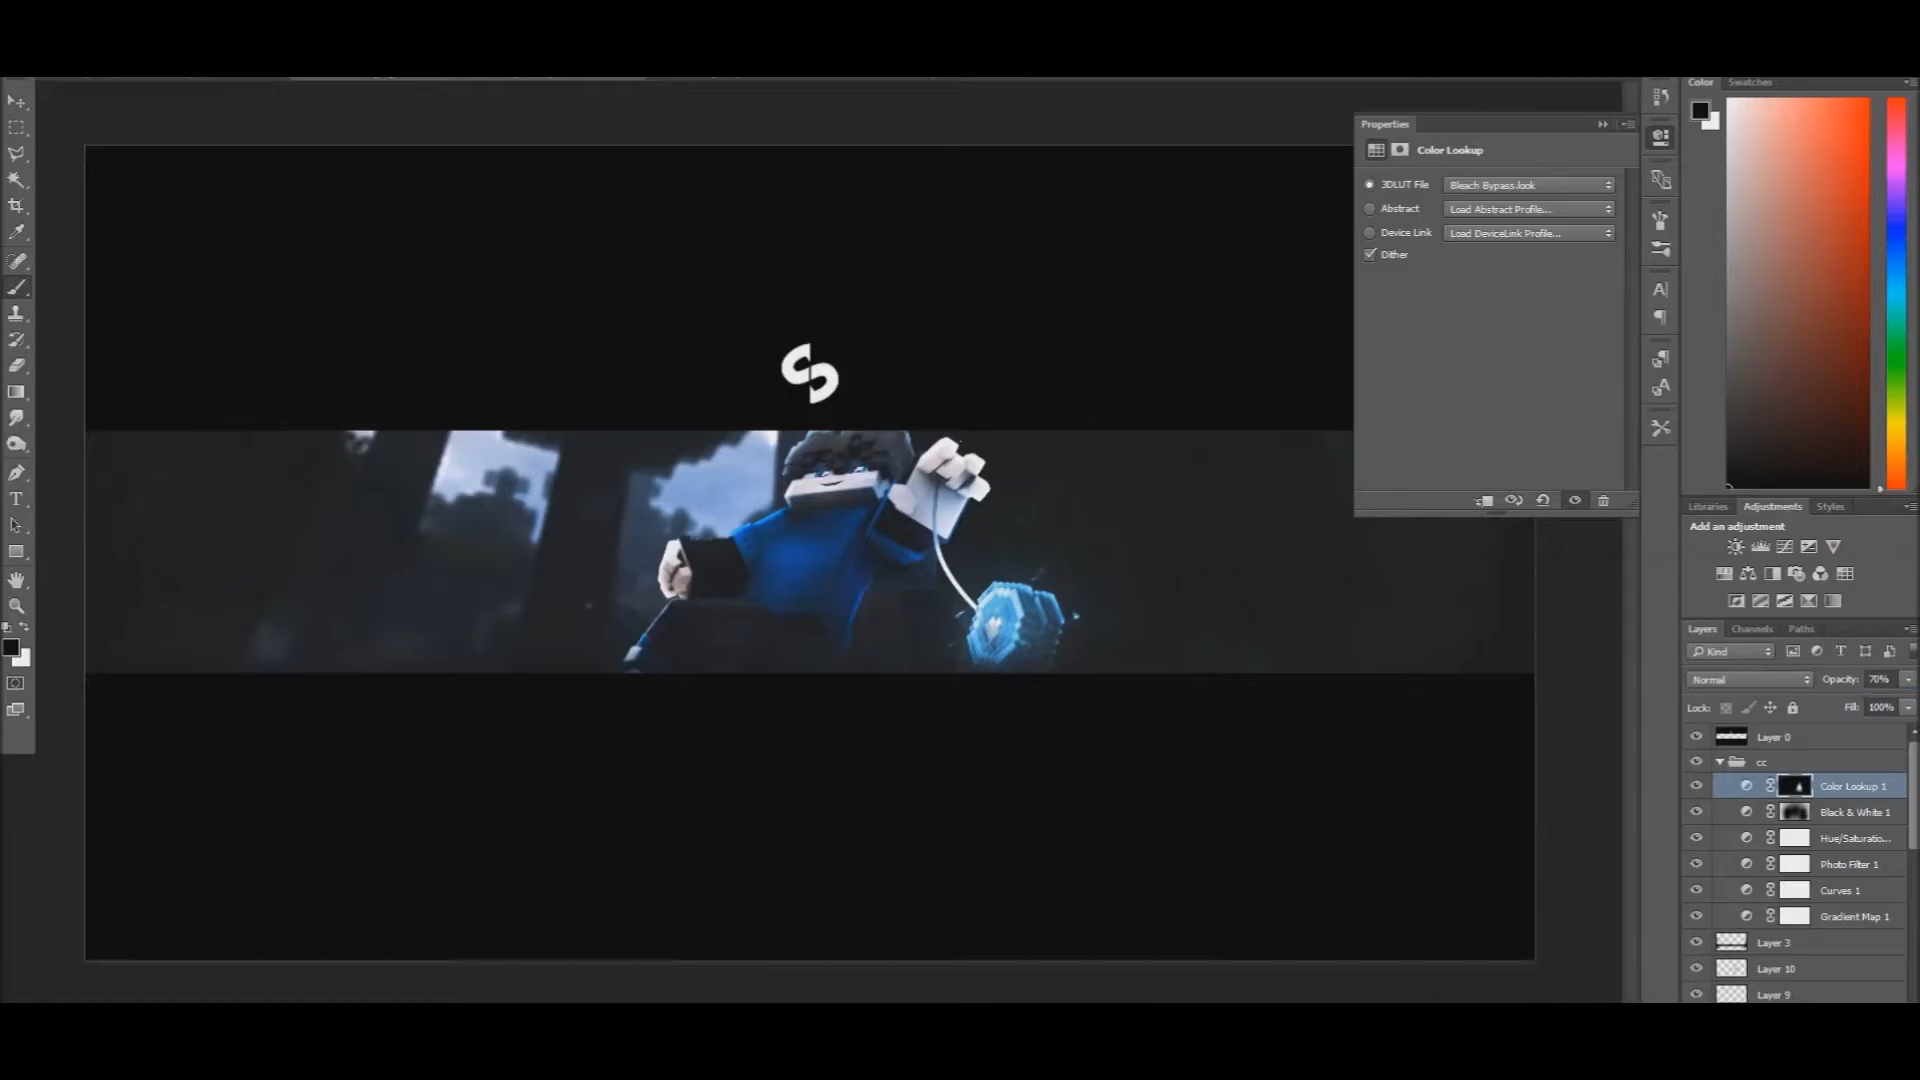 Color Swatches
Properties
Color Lookup
3DLUT File Bleach Bypass.look
Abstract Load Abstract Profile...
Device Link Load DeviceLink Profile...
Dither
S
Libraries Adjustments Styles
Add an adjustment
Layers Channels Paths
Kind
Normal Opacity: 70%
Lock: Fill: 100%
Layer 0
cc
Color Lookup 1
Black & White 1
Hue/Saturatio...
Photo Filter 1
Curves 1
Gradient Map 1
Layer 3
Layer 10
Layer 9